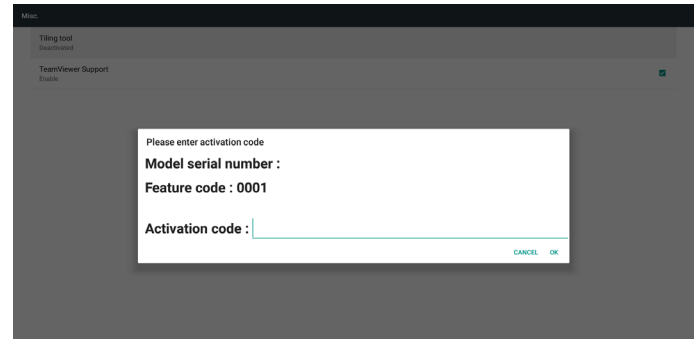 Misc.
Tiling tool
Deactivated
TeamViewer Support
Enable
Please enter activation code
Model serial number :
Feature code : 0001
Activation code :
CANCEL OK